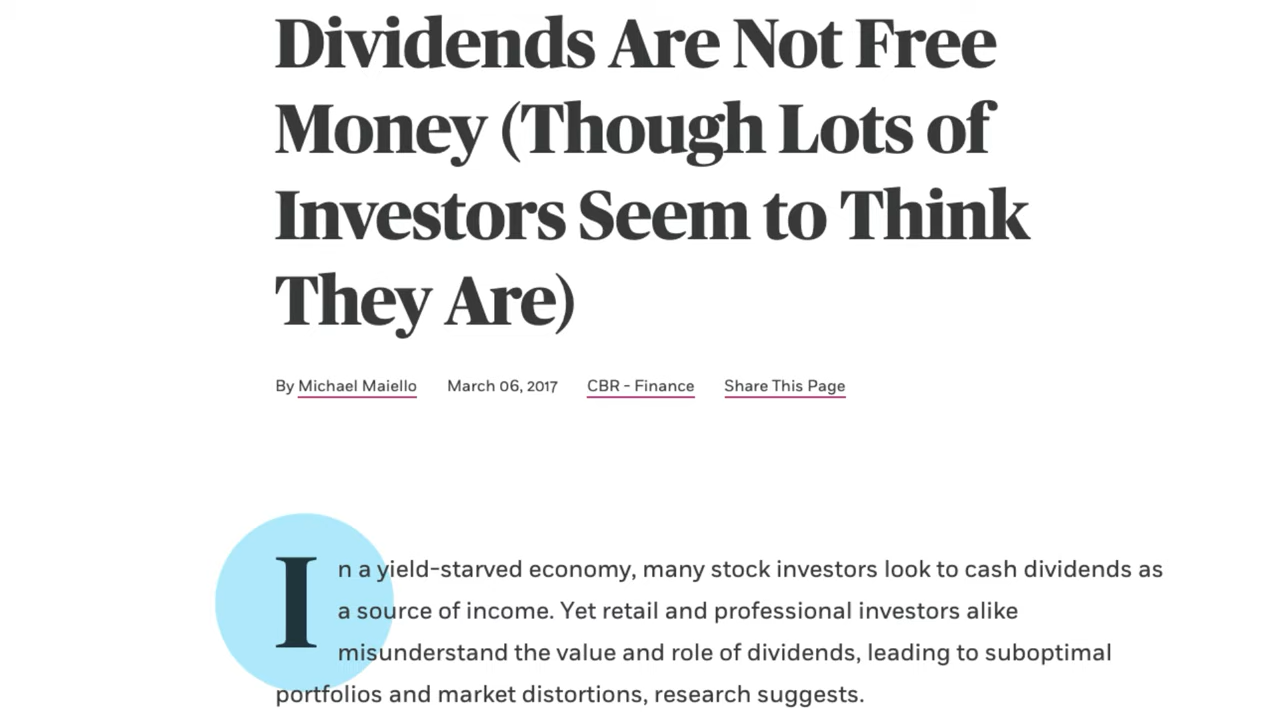 Dividends Are Not Free
Money (Though Lots of
Investors Seem to Think
They Are)
By Michael Maiello March 06, 2017 CBR - Finance Share This Page
In a yield-starved economy, many stock investors look to cash dividends as
a source of income. Yet retail and professional investors alike
misunderstand the value and role of dividends, leading to suboptimal
portfolios and market distortions, research suggests.